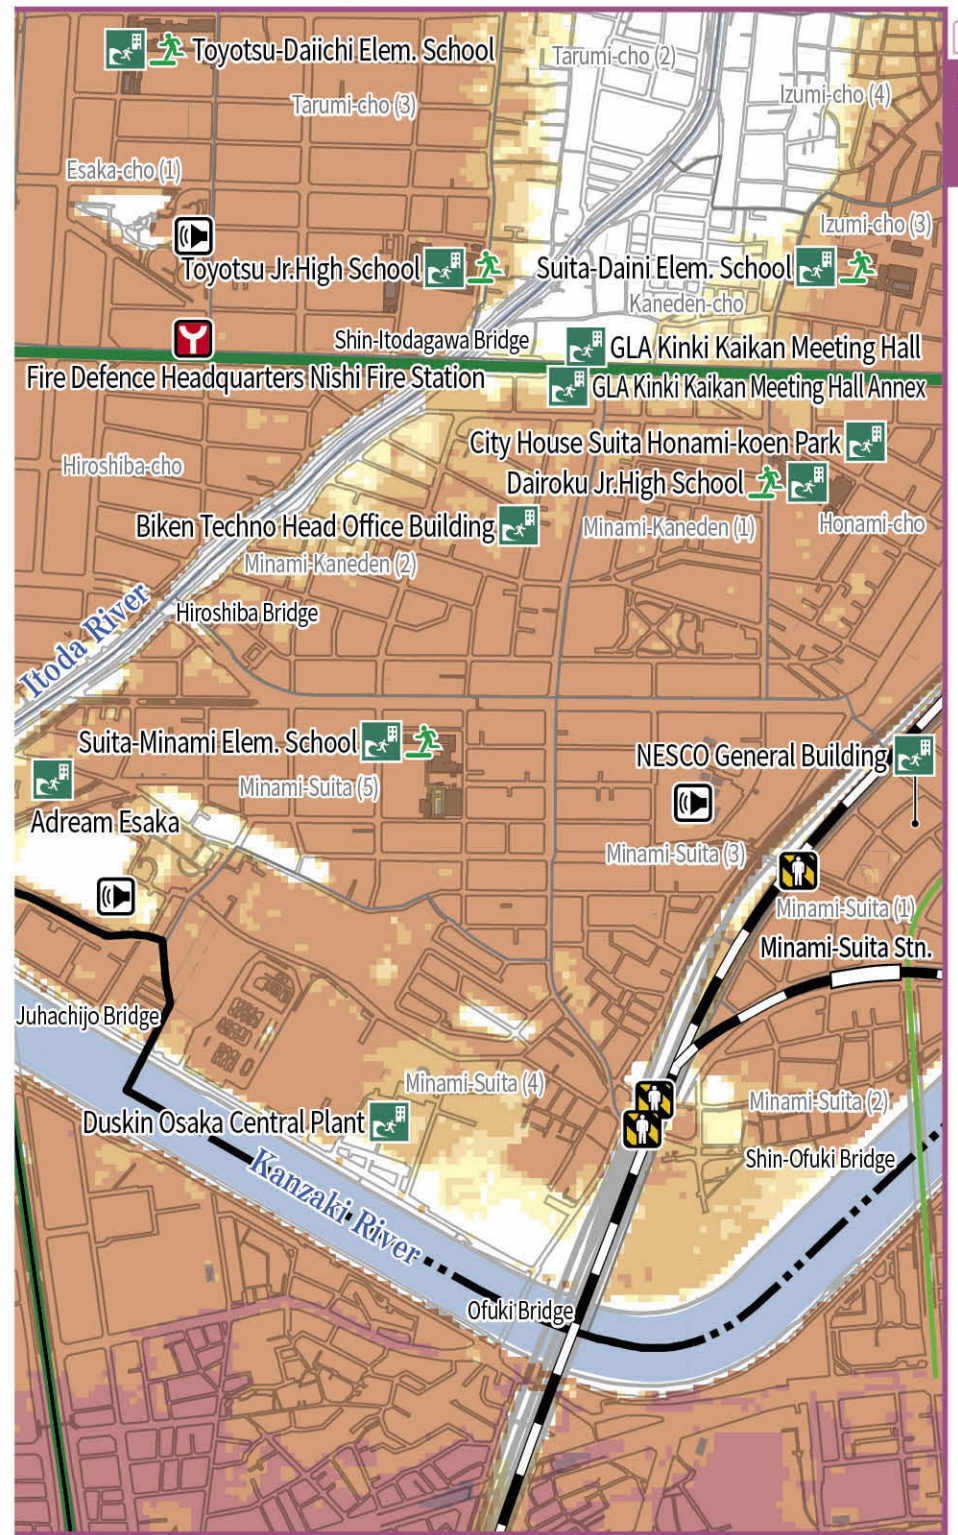 Toyotsu-Daiichi Elem. School
Tarumi-cho (2)
Tarumi-cho (3)
Izumi-cho (4)
Esaka-cho (1)
Izumi-cho (3)
Toyotsu Jr.High School
Suita-Daini Elem. School
Kaneden-cho
Shin-Itodagawa Bridge
GLA Kinki Kaikan Meeting Hall
Fire Defence Headquarters Nishi Fire Station
GLA Kinki Kaikan Meeting Hall Annex
City House Suita Honami-koen Park
Hiroshiba-cho
Dairoku Jr.High School
Biken Techno Head Office Building
Minami-Kaneden (1)
Honami-cho
Minami-Kaneden (2)
Hiroshiba Bridge
Itoda River
Suita-Minami Elem. School
NESCO General Building
Minami-Suita (5)
Adream Esaka
Minami-Suita (3)
Minami-Suita (1)
Minami-Suita Stn.
Juhachijo Bridge
Minami-Suita (4)
Minami-Suita (2)
Duskin Osaka Central Plant
Shin-Ofuki Bridge
Kanzaki River
Ofuki Bridge